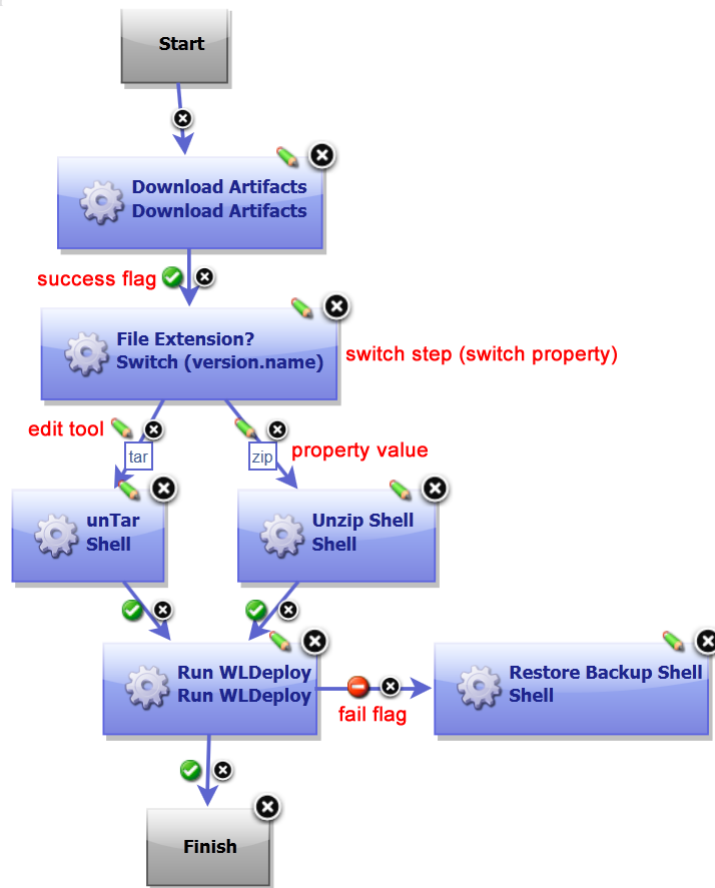 Start
Download Artifacts
Download Artifacts
success flag
File Extension?
Switch (version.name)
switch step (switch property)
edit tool
property value
tar
zip
unTar
Shell
Unzip Shell
Shell
Run WLDeploy
Run WLDeploy
fail flag
Restore Backup Shell
Shell
Finish